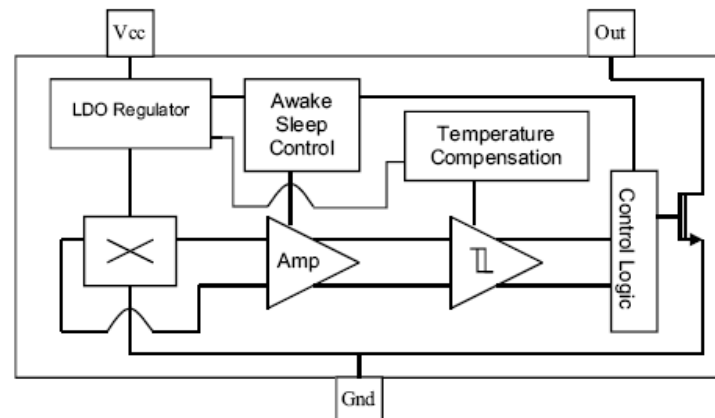 Vcc
Out
LDO Regulator
Awake
Sleep
Control
Temperature
Compensation
Control Logic
Amp
Gnd